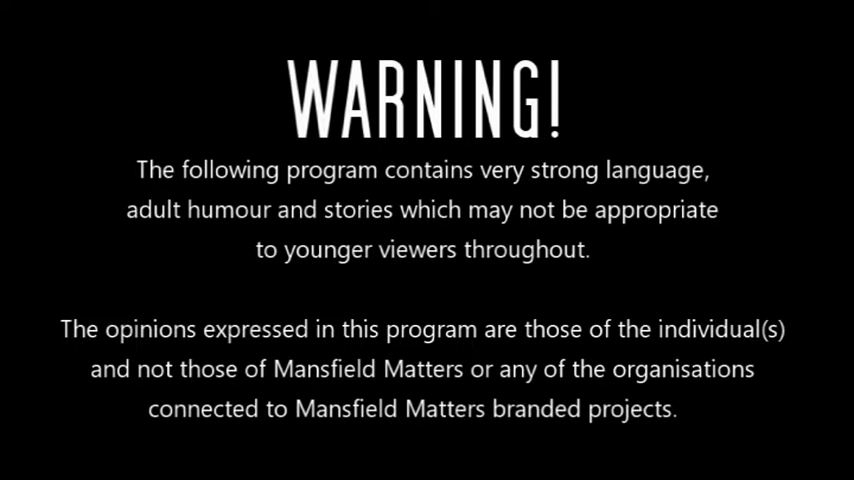 WARNING!
The following program contains very strong language,
adult humour and stories which may not be appropriate
to younger viewers throughout.
The opinions expressed in this program are those of the individual(s)
and not those of Mansfield Matters or any of the organisations
connected to Mansfield Matters branded projects.